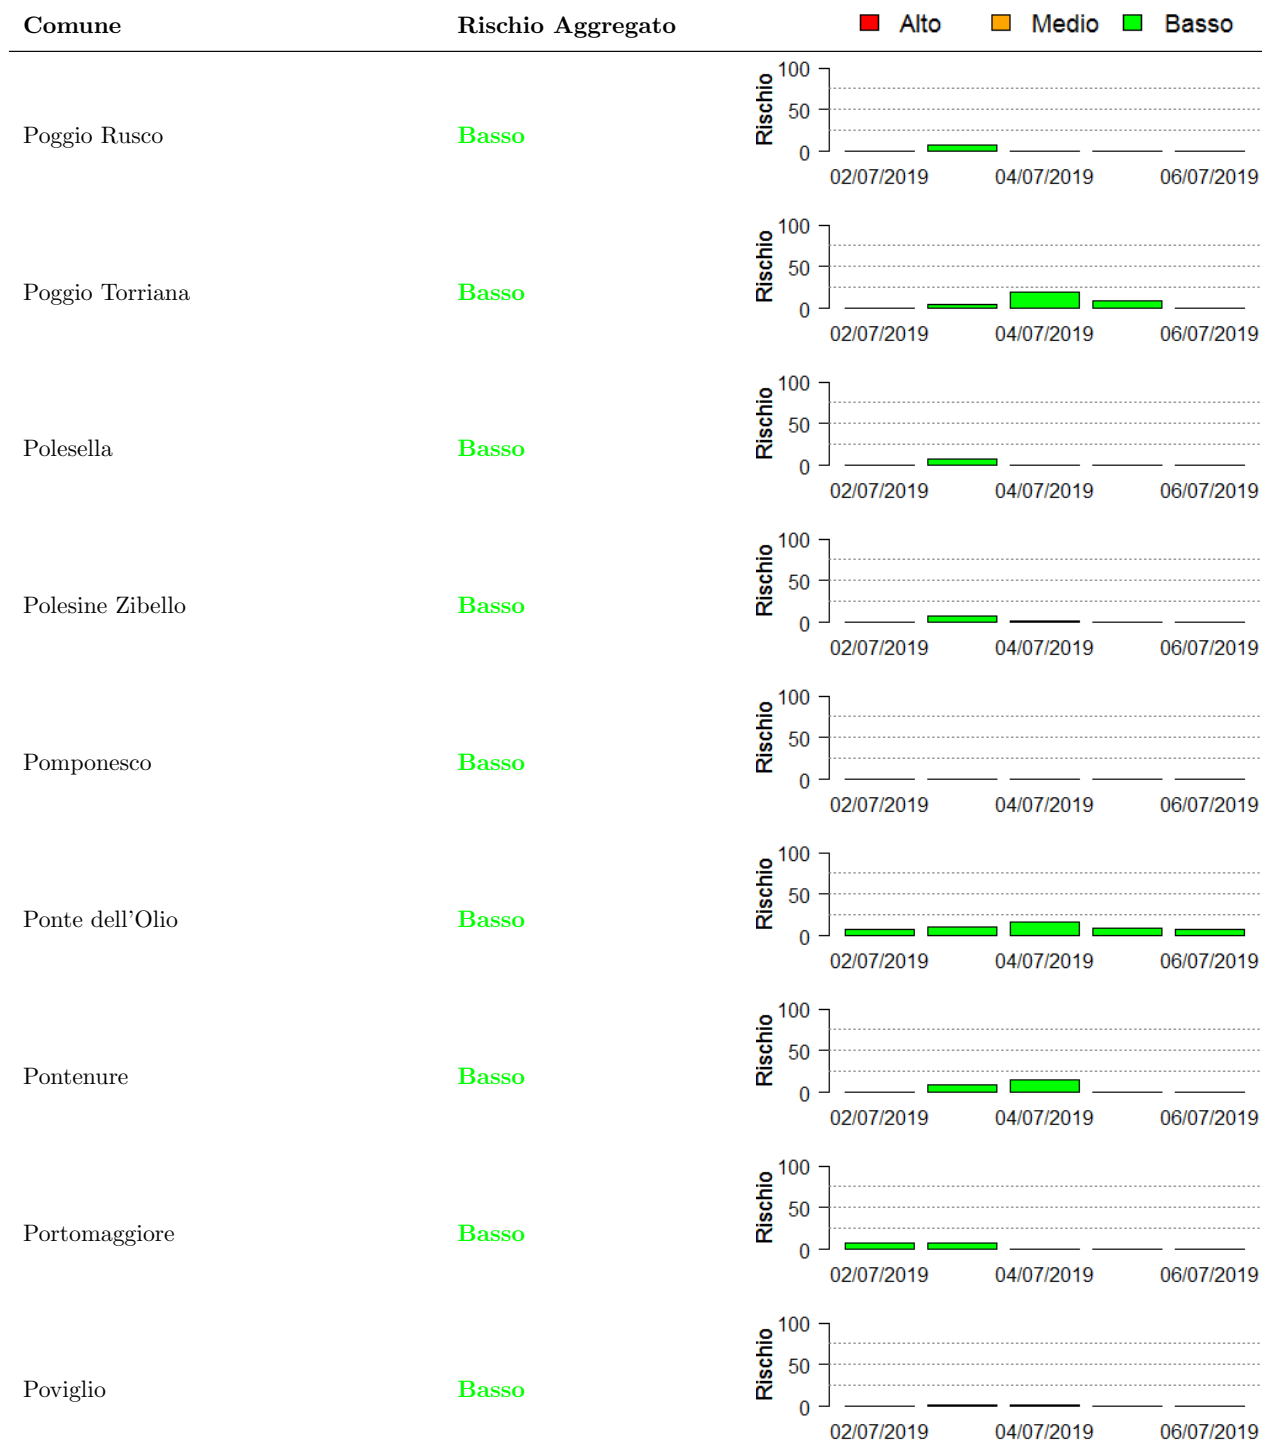 Comune Rischio Aggregato Alto Medio Basso
Poggio Rusco Basso Rischio 100 50 0
02/07/2019 04/07/2019 06/07/2019
Poggio Torriana Basso Rischio 100 50 0
02/07/2019 04/07/2019 06/07/2019
Polesella Basso Rischio 100 50 0
02/07/2019 04/07/2019 06/07/2019
Polesine Zibello Basso Rischio 100 50 0
02/07/2019 04/07/2019 06/07/2019
Pomponesco Basso Rischio 100 50 0
02/07/2019 04/07/2019 06/07/2019
Ponte dell'Olio Basso Rischio 100 50 0
02/07/2019 04/07/2019 06/07/2019
Pontenure Basso Rischio 100 50 0
02/07/2019 04/07/2019 06/07/2019
Portomaggiore Basso Rischio 100 50 0
02/07/2019 04/07/2019 06/07/2019
Poviglio Basso Rischio 100 50 0
02/07/2019 04/07/2019 06/07/2019